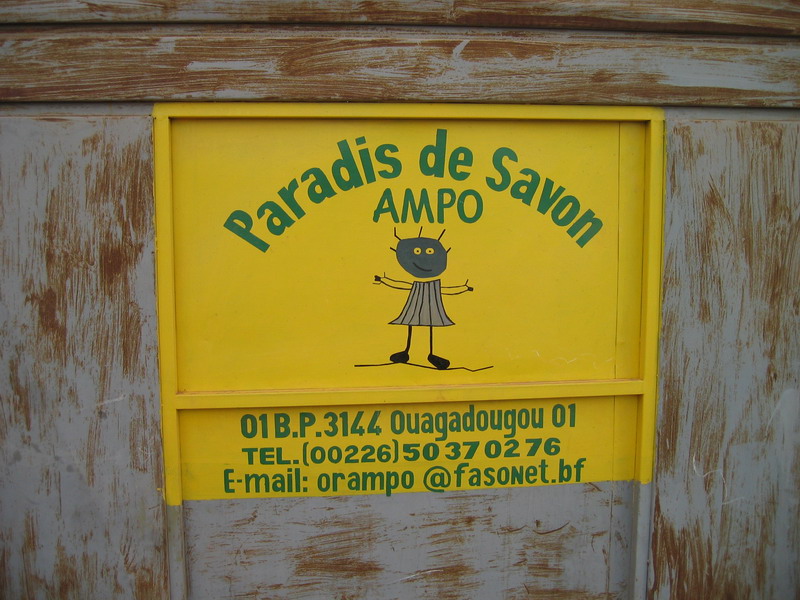 Paradis de Savon
AMPO
01 B.P. 3144 Ouagadougou 01
TEL.(00226) 50 37 02 76
E-mail: orampo @fasonet.bf